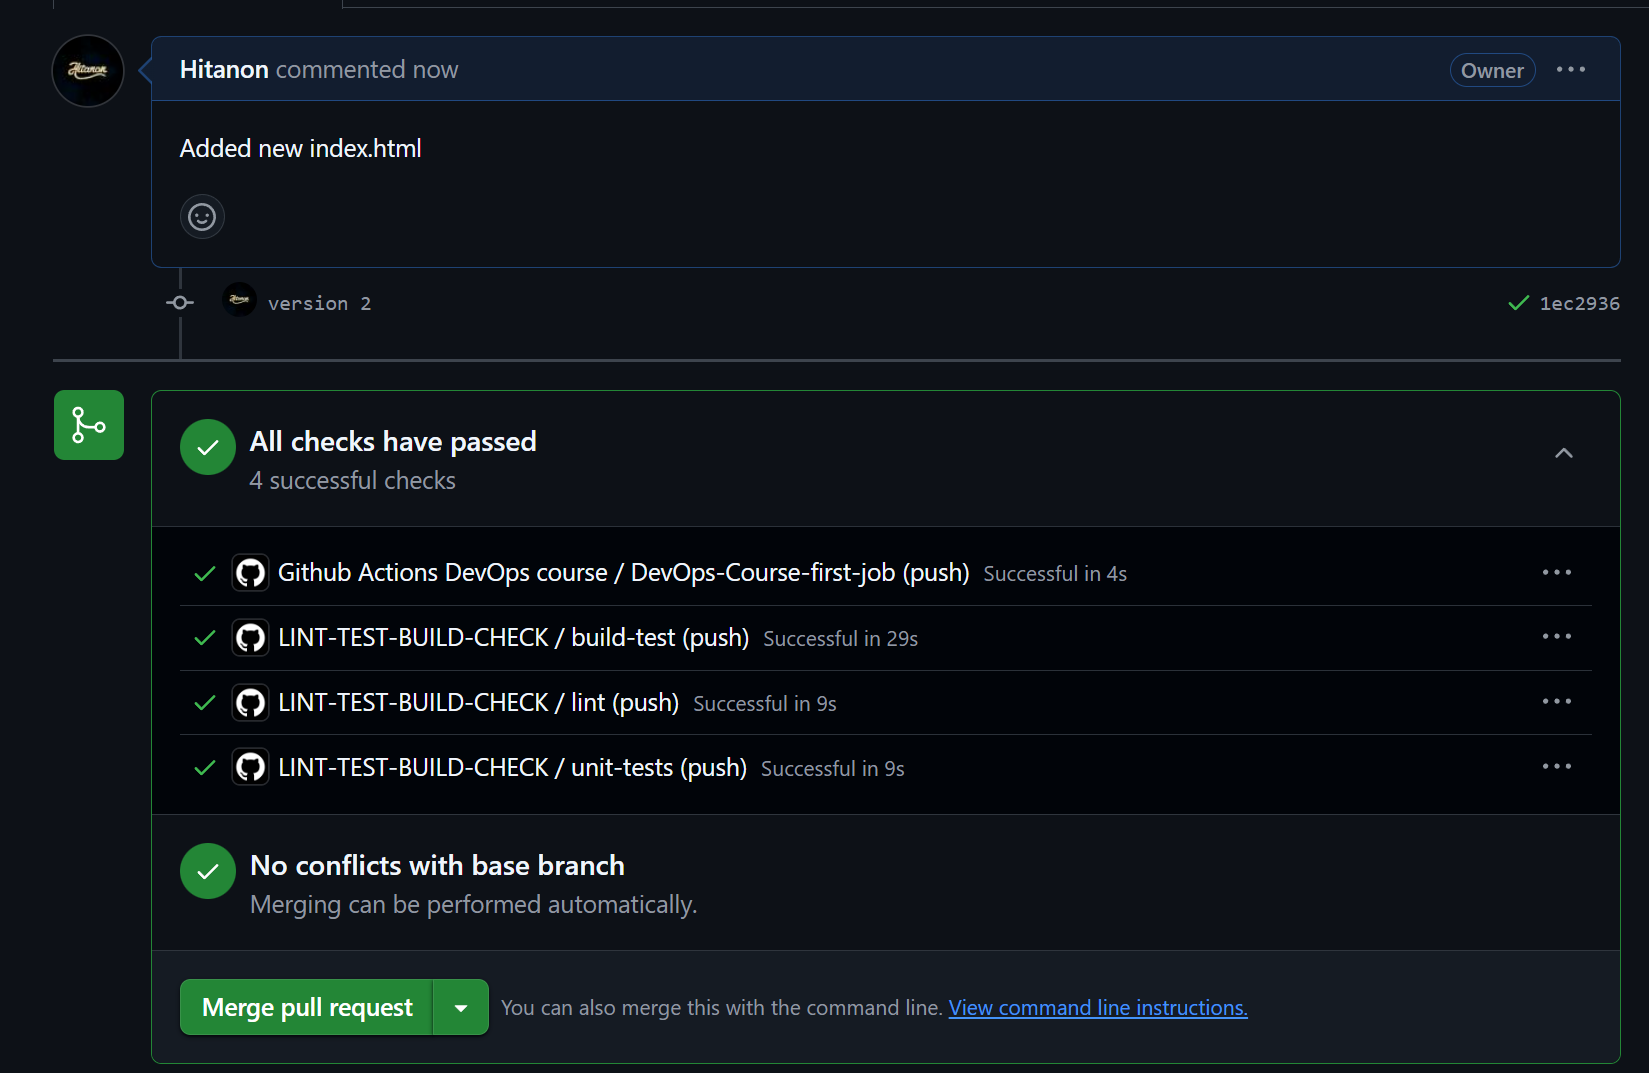 Hitanon
Hitanon commented now
Owner
Added new index.html
Hitanon
version 2
1ec2936
All checks have passed
4 successful checks
Github Actions DevOps course / DevOps-Course-first-job (push) Successful in 4s
LINT-TEST-BUILD-CHECK / build-test (push) Successful in 29s
LINT-TEST-BUILD-CHECK / lint (push) Successful in 9s
LINT-TEST-BUILD-CHECK / unit-tests (push) Successful in 9s
No conflicts with base branch
Merging can be performed automatically.
Merge pull request
You can also merge this with the command line. View command line instructions.